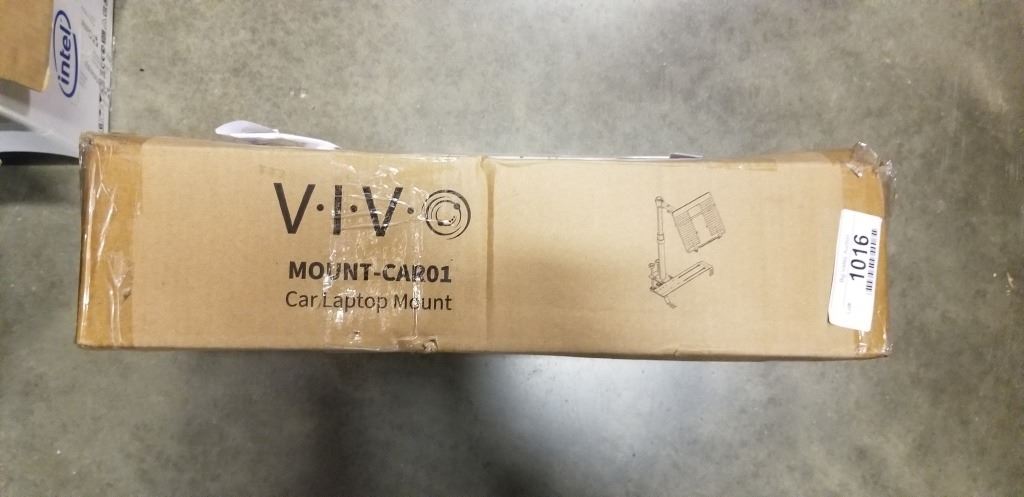 intel
V·I·V·O
MOUNT-CAR01
Car Laptop Mount
1016